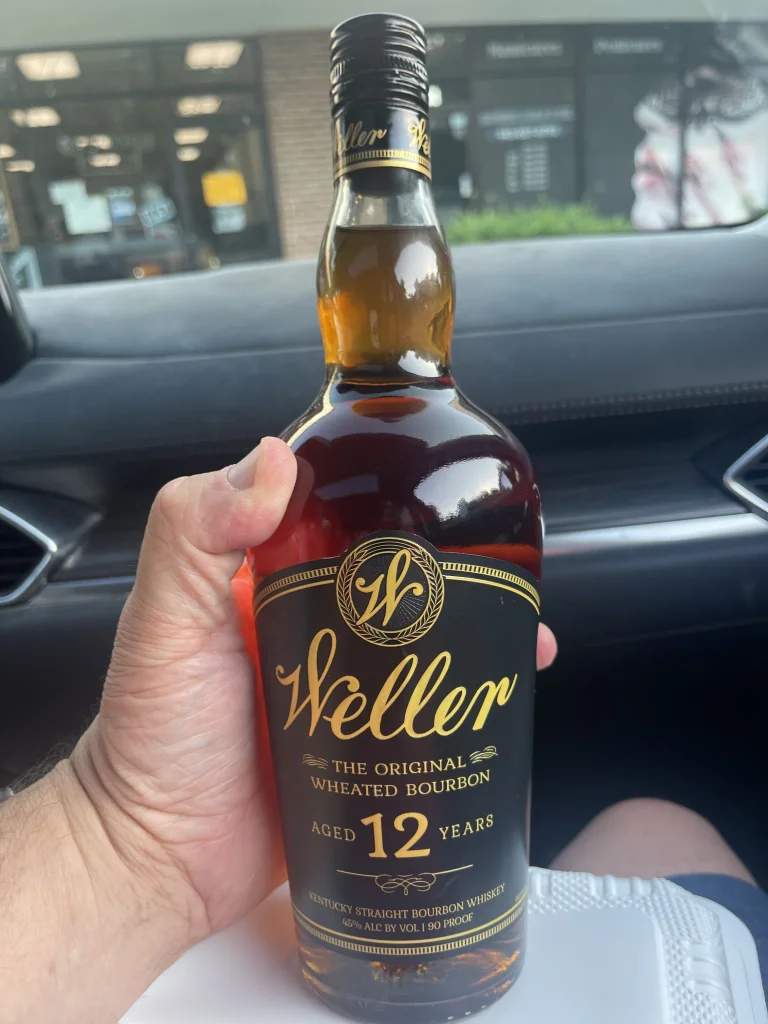 Weller We
W
Weller
THE ORIGINAL
WHEATED BOURBON
AGED 12 YEARS
KENTUCKY STRAIGHT BOURBON WHISKEY
45% ALC BY VOL | 90 PROOF